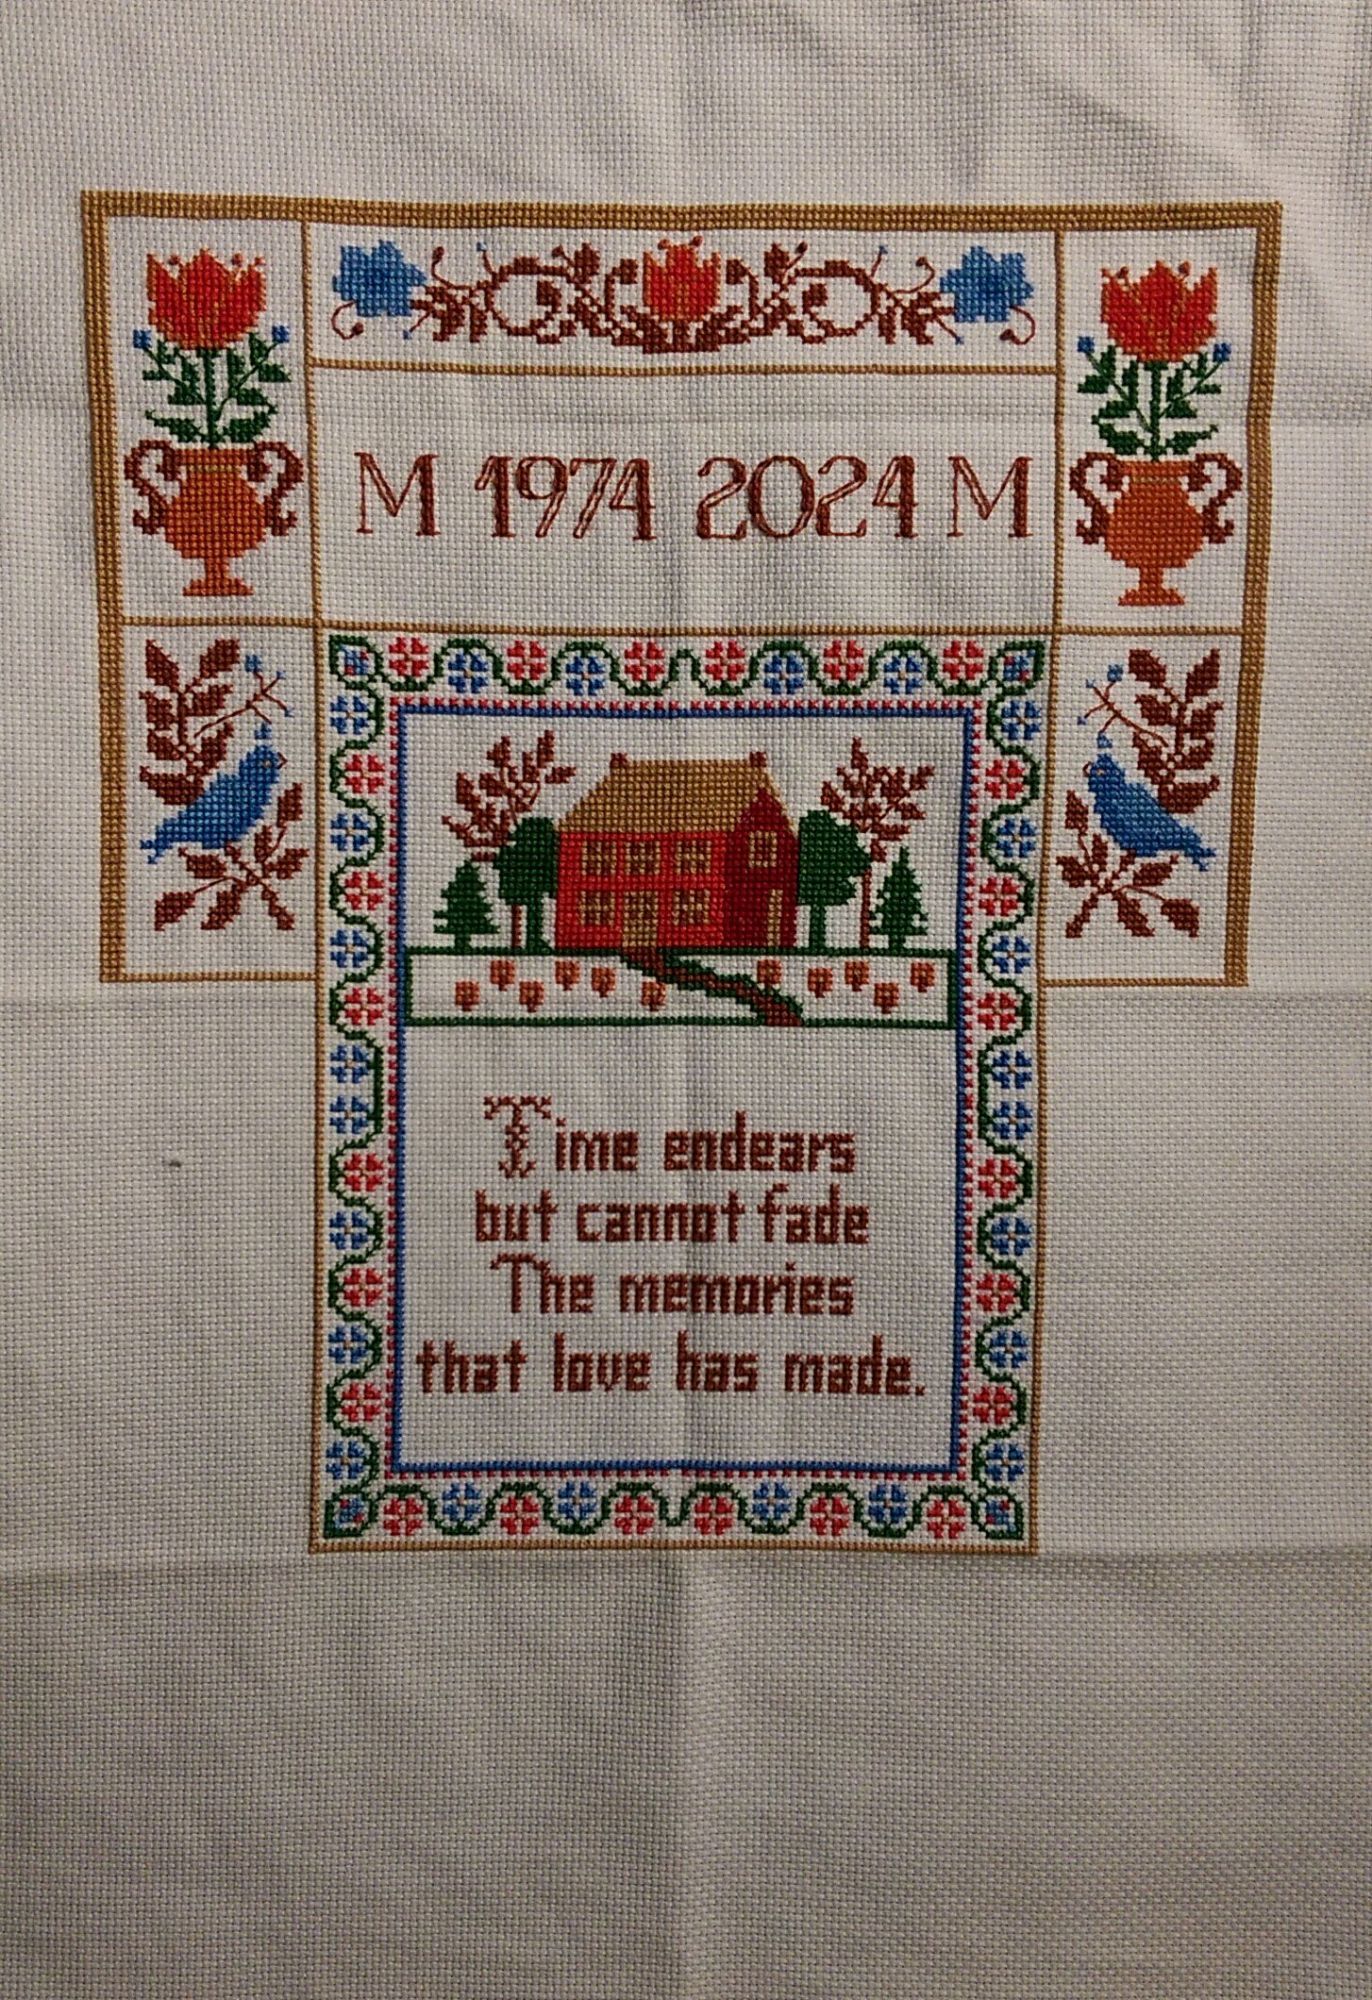 M 1974 2024 M
Time endears
but cannot fade
The memories
that love has made.